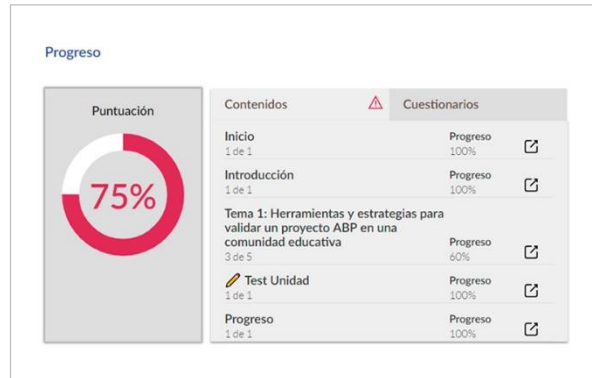 Progreso
Puntuación
75%
Contenidos
Cuestionarios
Inicio
1 de 1
Progreso
100%
Introducción
1 de 1
Progreso
100%
Tema 1: Herramientas y estrategias para
validar un proyecto ABP en una
comunidad educativa
3 de 5
Progreso
60%
Test Unidad
1 de 1
Progreso
100%
Progreso
1 de 1
Progreso
100%